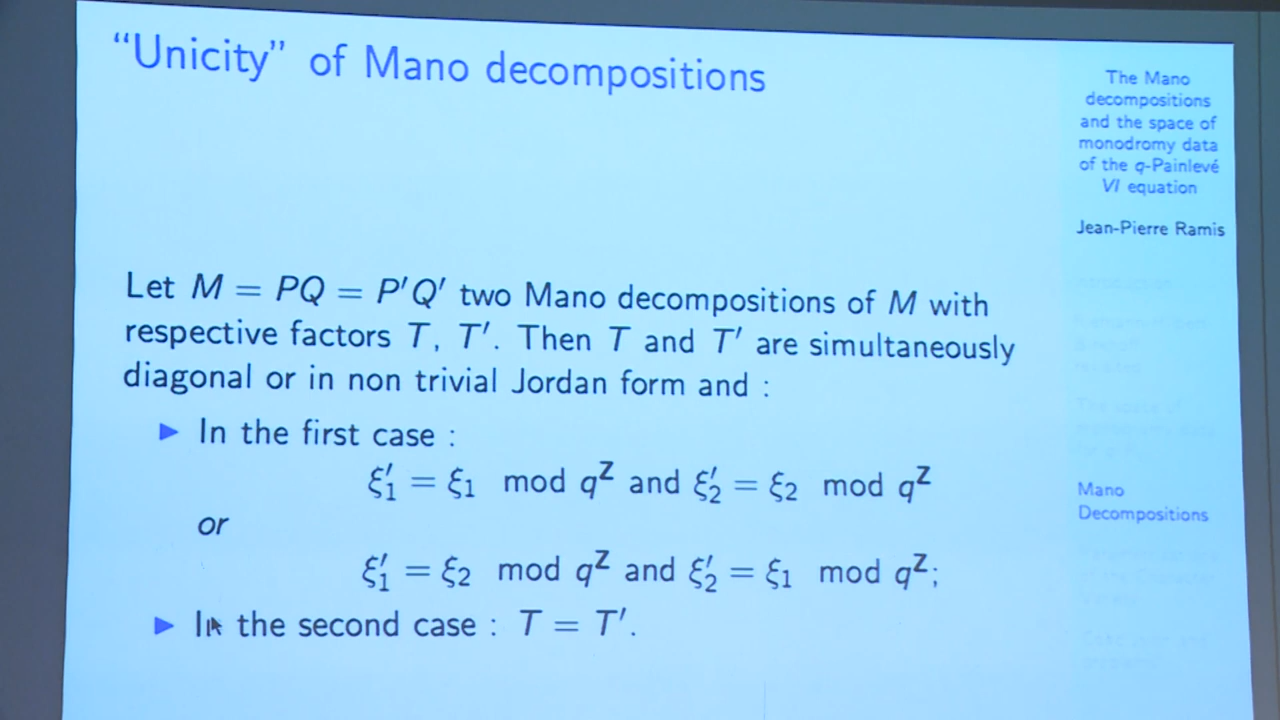 “Unicity” of Mano decompositions
Let M = PQ = P′Q′ two Mano decompositions of M with
respective factors T, T′. Then T and T′ are simultaneously
diagonal or in non trivial Jordan form and :
▶ In the first case :
ξ′₁ = ξ₁ mod q^Z and ξ′₂ = ξ₂ mod q^Z
or
ξ′₁ = ξ₂ mod q^Z and ξ′₂ = ξ₁ mod q^Z;
▶ In the second case : T = T′.
The Mano
decompositions
and the space of
monodromy data
of the q-Painlevé
VI equation
Jean-Pierre Ramis
Mano
Decompositions